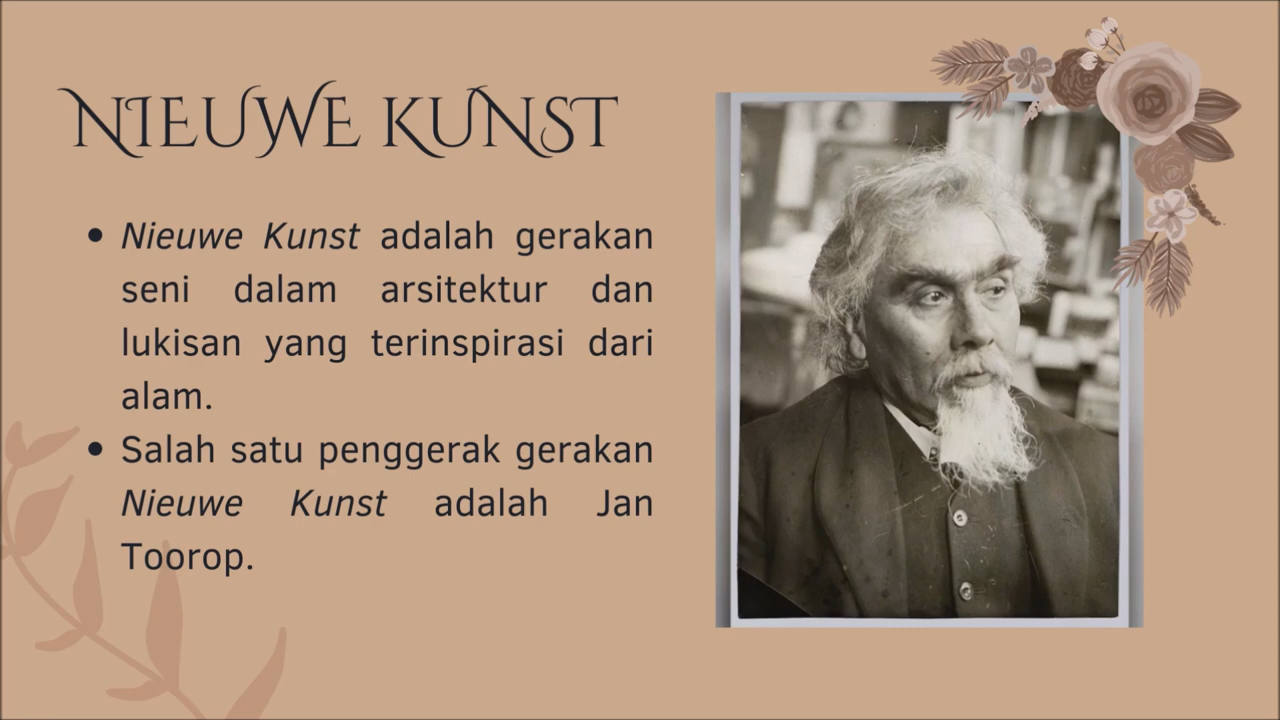 NIEUWE KUNST
• Nieuwe Kunst adalah gerakan
seni dalam arsitektur dan
lukisan yang terinspirasi dari
alam.
• Salah satu penggerak gerakan
Nieuwe Kunst adalah Jan
Toorop.